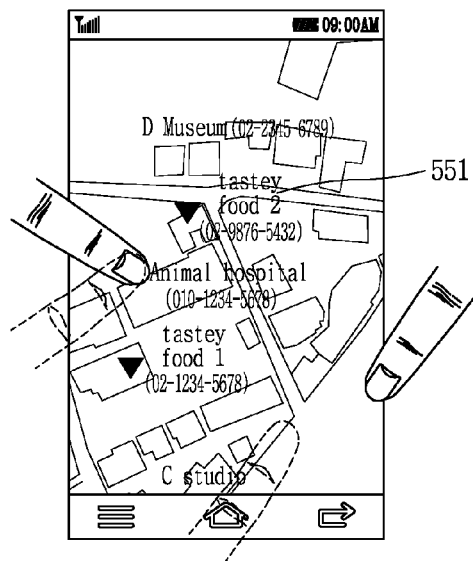 09:00AM
D Museum (02-2345-6789)
551
tastey
food 2
(02-9876-5432)
Animal hospital
(010-1234-5678)
tastey
food 1
(02-1234-5678)
C studio